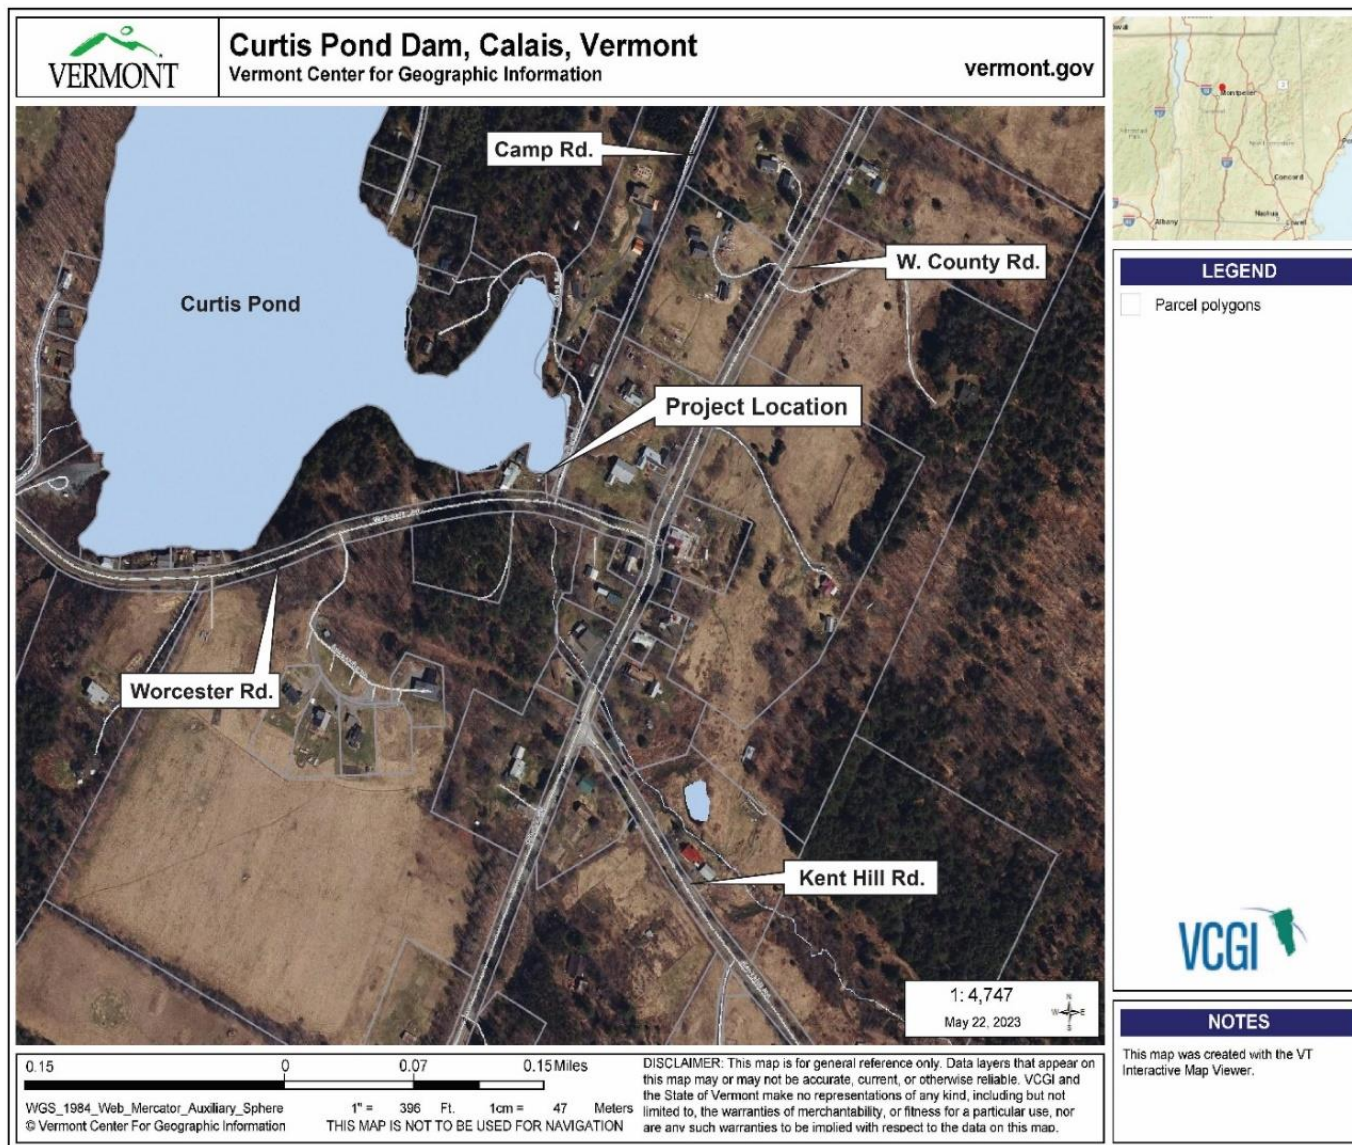 VERMONT
Curtis Pond Dam, Calais, Vermont
Vermont Center for Geographic Information
vermont.gov
Camp Rd.
W. County Rd.
Curtis Pond
Project Location
Worcester Rd.
Kent Hill Rd.
1: 4,747
May 22, 2023
N
W E
S
Montpelier
Concord
Nashua
Lowell
Albany
LEGEND
Parcel polygons
VCGI
NOTES
This map was created with the VT
Interactive Map Viewer.
0.15 0 0.07 0.15 Miles
WGS_1984_Web_Mercator_Auxiliary_Sphere
© Vermont Center For Geographic Information
1" = 396 Ft. 1cm = 47 Meters
THIS MAP IS NOT TO BE USED FOR NAVIGATION
DISCLAIMER: This map is for general reference only. Data layers that appear on
this map may or may not be accurate, current, or otherwise reliable. VCGI and
the State of Vermont make no representations of any kind, including but not
limited to, the warranties of merchantability, or fitness for a particular use, nor
are any such warranties to be implied with respect to the data on this map.